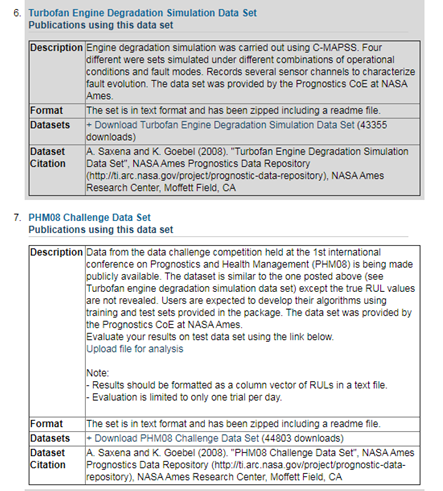 6. Turbofan Engine Degradation Simulation Data Set
Publications using this data set
Description Engine degradation simulation was carried out using C-MAPSS. Four
different were sets simulated under different combinations of operational
conditions and fault modes. Records several sensor channels to characterize
fault evolution. The data set was provided by the Prognostics CoE at NASA
Ames.
Format The set is in text format and has been zipped including a readme file.
Datasets + Download Turbofan Engine Degradation Simulation Data Set (43355
downloads)
Dataset A. Saxena and K. Goebel (2008). "Turbofan Engine Degradation Simulation
Citation Data Set", NASA Ames Prognostics Data Repository
(http://ti.arc.nasa.gov/project/prognostic-data-repository), NASA Ames
Research Center, Moffett Field, CA
7. PHM08 Challenge Data Set
Publications using this data set
Description Data from the data challenge competition held at the 1st international
conference on Prognostics and Health Management (PHM08) is being made
publicly available. The dataset is similar to the one posted above (see
Turbofan engine degradation simulation data set) except the true RUL values
are not revealed. Users are expected to develop their algorithms using
training and test sets provided in the package. The data set was provided by
the Prognostics CoE at NASA Ames.
Evaluate your results on test data set using the link below.
Upload file for analysis
Note:
- Results should be formatted as a column vector of RULs in a text file.
- Evaluation is limited to only one trial per day.
Format The set is in text format and has been zipped including a readme file.
Datasets + Download PHM08 Challenge Data Set (44803 downloads)
Dataset A. Saxena and K. Goebel (2008). "PHM08 Challenge Data Set", NASA Ames
Citation Prognostics Data Repository (http://ti.arc.nasa.gov/project/prognostic-data-
repository), NASA Ames Research Center, Moffett Field, CA